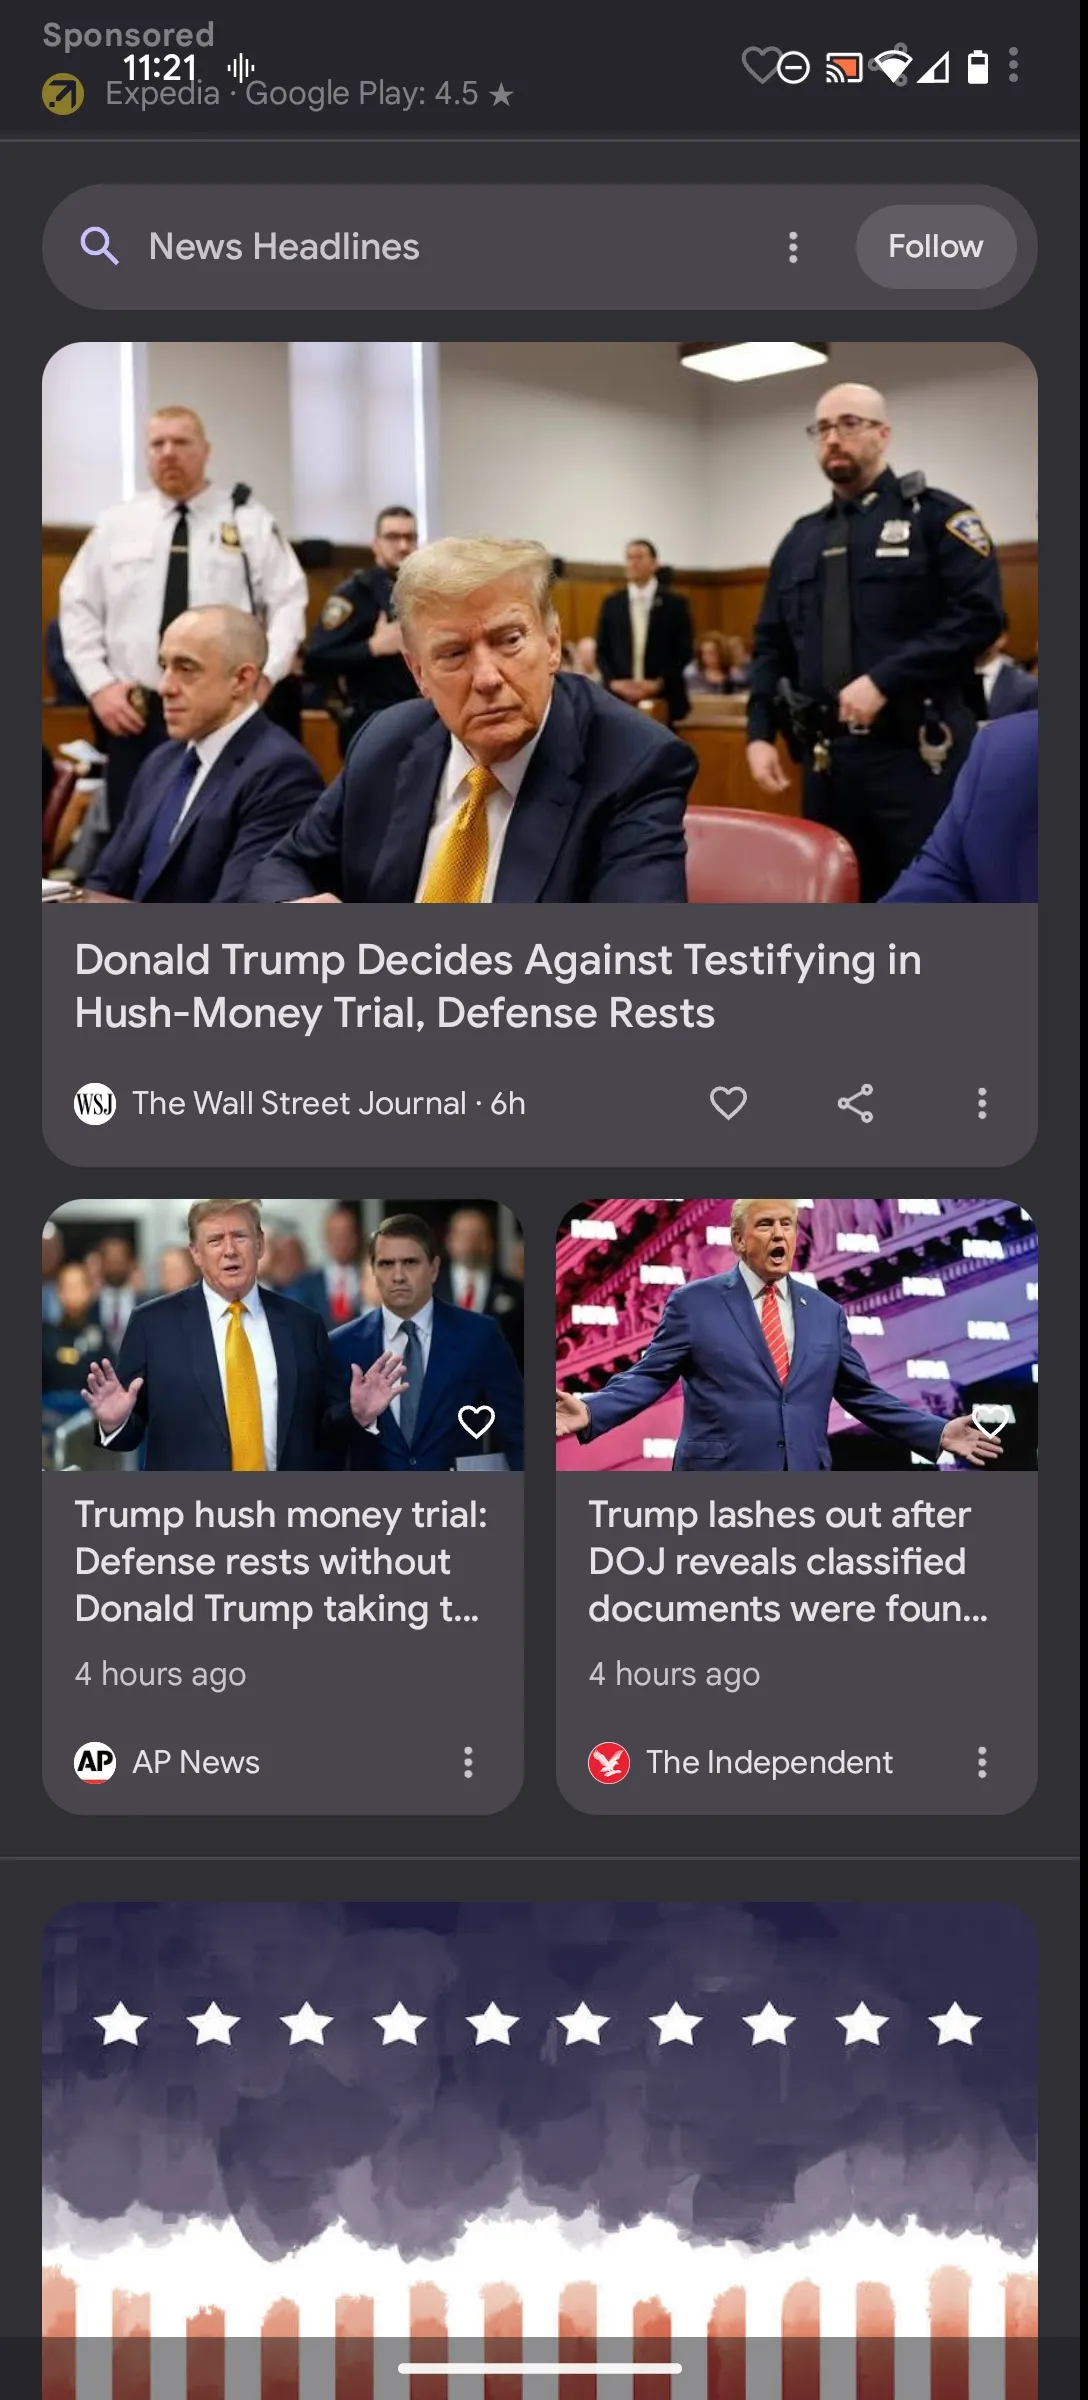 Sponsored
11:21
Expedia · Google Play: 4.5 ★
News Headlines
Follow
Donald Trump Decides Against Testifying in
Hush-Money Trial, Defense Rests
WSJ The Wall Street Journal · 6h
NRA
Trump hush money trial:
Defense rests without
Donald Trump taking t...
4 hours ago
AP AP News
Trump lashes out after
DOJ reveals classified
documents were foun...
4 hours ago
The Independent